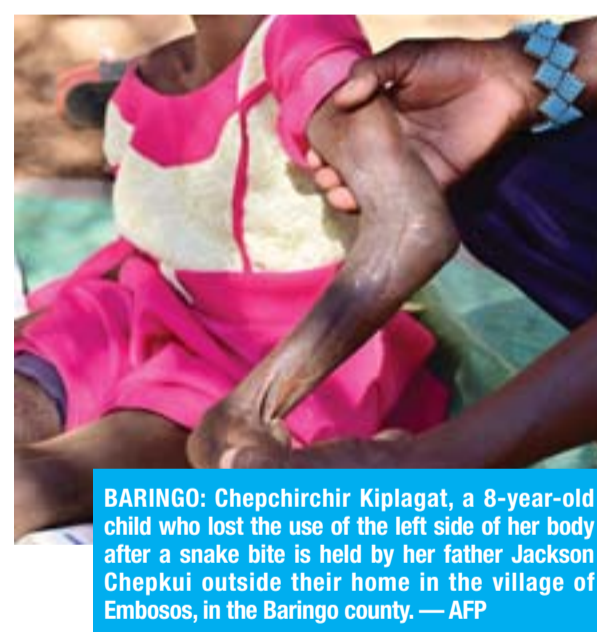 BARINGO: Chepchirchir Kiplagat, a 8-year-old
child who lost the use of the left side of her body
after a snake bite is held by her father Jackson
Chepkui outside their home in the village of
Embosos, in the Baringo county. — AFP